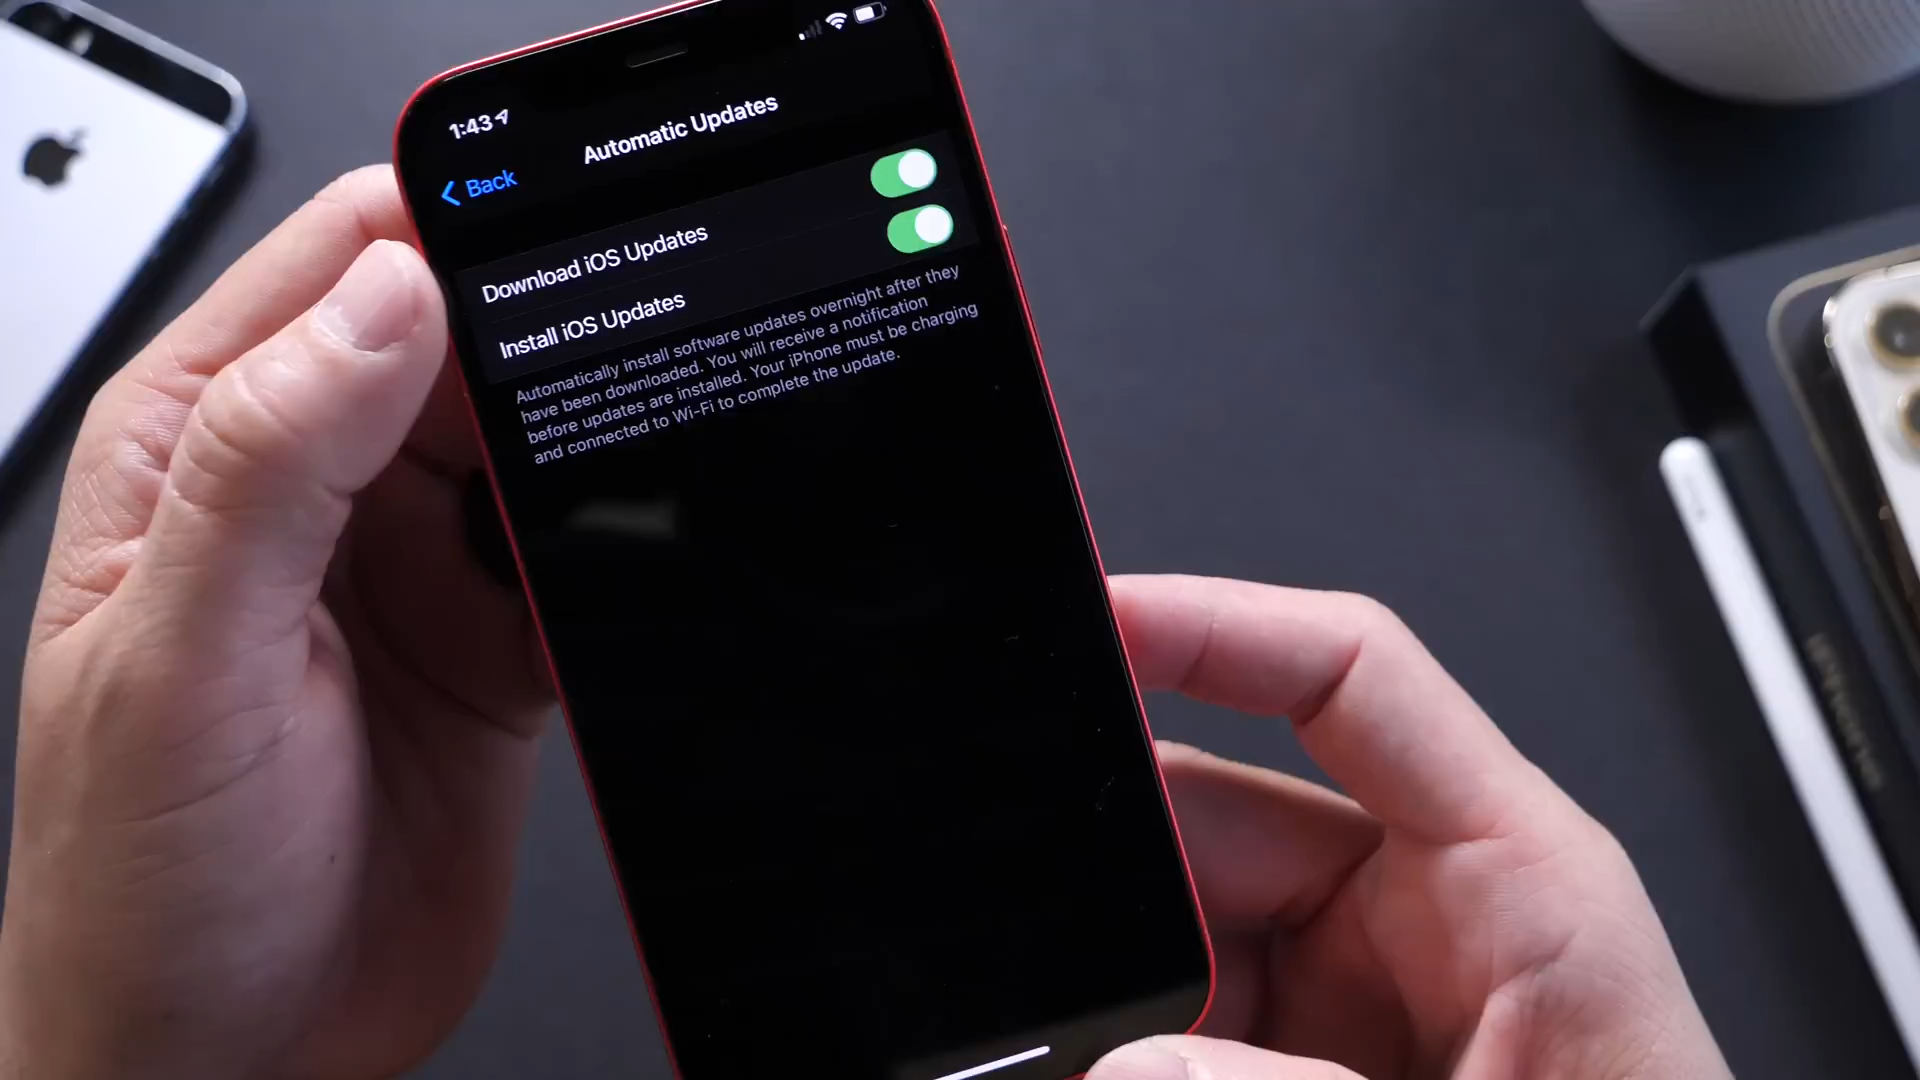 1:43
Automatic Updates
Back
Download iOS Updates
Install iOS Updates
Automatically install software updates overnight after they
have been downloaded. You will receive a notification
before updates are installed. Your iPhone must be charging
and connected to Wi-Fi to complete the update.
iPhone